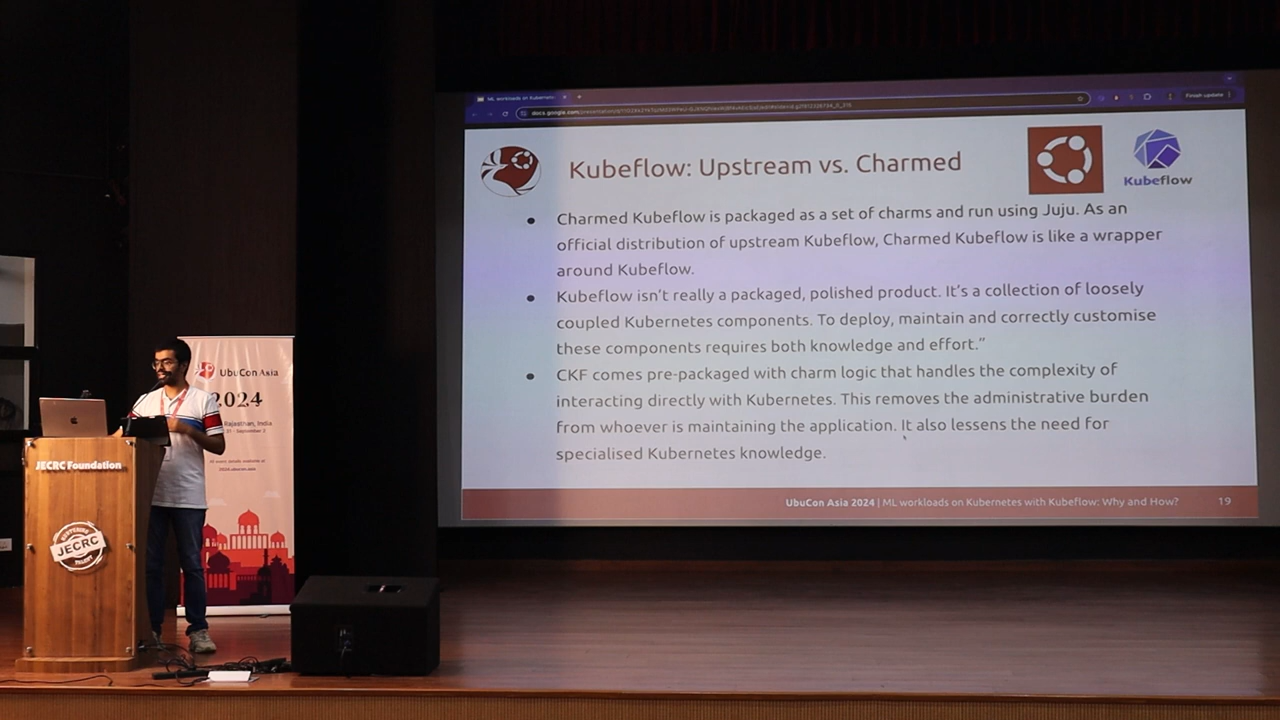 ML workloads on Kubernet
Finish update
Kubeflow: Upstream vs. Charmed
Kubeflow
Charmed Kubeflow is packaged as a set of charms and run using Juju. As an
official distribution of upstream Kubeflow, Charmed Kubeflow is like a wrapper
around Kubeflow.
Kubeflow isn't really a packaged, polished product. It's a collection of loosely
coupled Kubernetes components. To deploy, maintain and correctly customise
these components requires both knowledge and effort.”
CKF comes pre-packaged with charm logic that handles the complexity of
interacting directly with Kubernetes. This removes the administrative burden
from whoever is maintaining the application. It also lessens the need for
specialised Kubernetes knowledge.
UbuCon Asia 2024 | ML workloads on Kubernetes with Kubeflow: Why and How?
19
UbuCon Asia
2024
Rajasthan, India
JECRC Foundation
JECRC